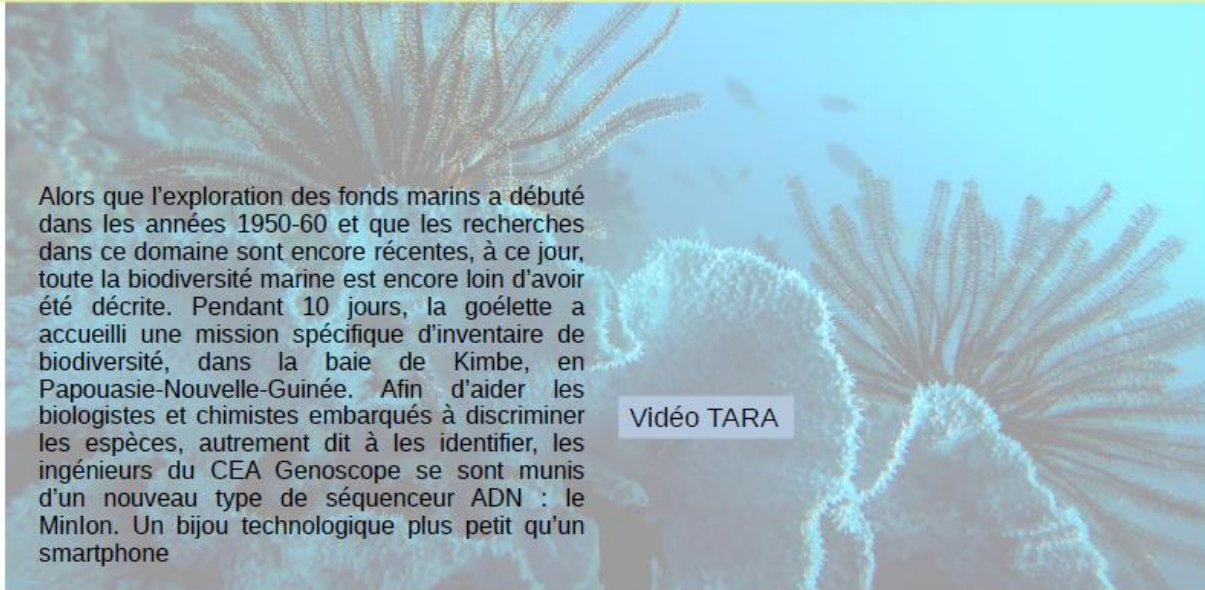 Alors que l’exploration des fonds marins a débuté
dans les années 1950-60 et que les recherches
dans ce domaine sont encore récentes, à ce jour,
toute la biodiversité marine est encore loin d’avoir
été décrite. Pendant 10 jours, la goélette a
accueilli une mission spécifique d’inventaire de
biodiversité, dans la baie de Kimbe, en
Papouasie-Nouvelle-Guinée. Afin d’aider les
biologistes et chimistes embarqués à discriminer
les espèces, autrement dit à les identifier, les
ingénieurs du CEA Genoscope se sont munis
d’un nouveau type de séquenceur ADN : le
MinIon. Un bijou technologique plus petit qu’un
smartphone
Vidéo TARA